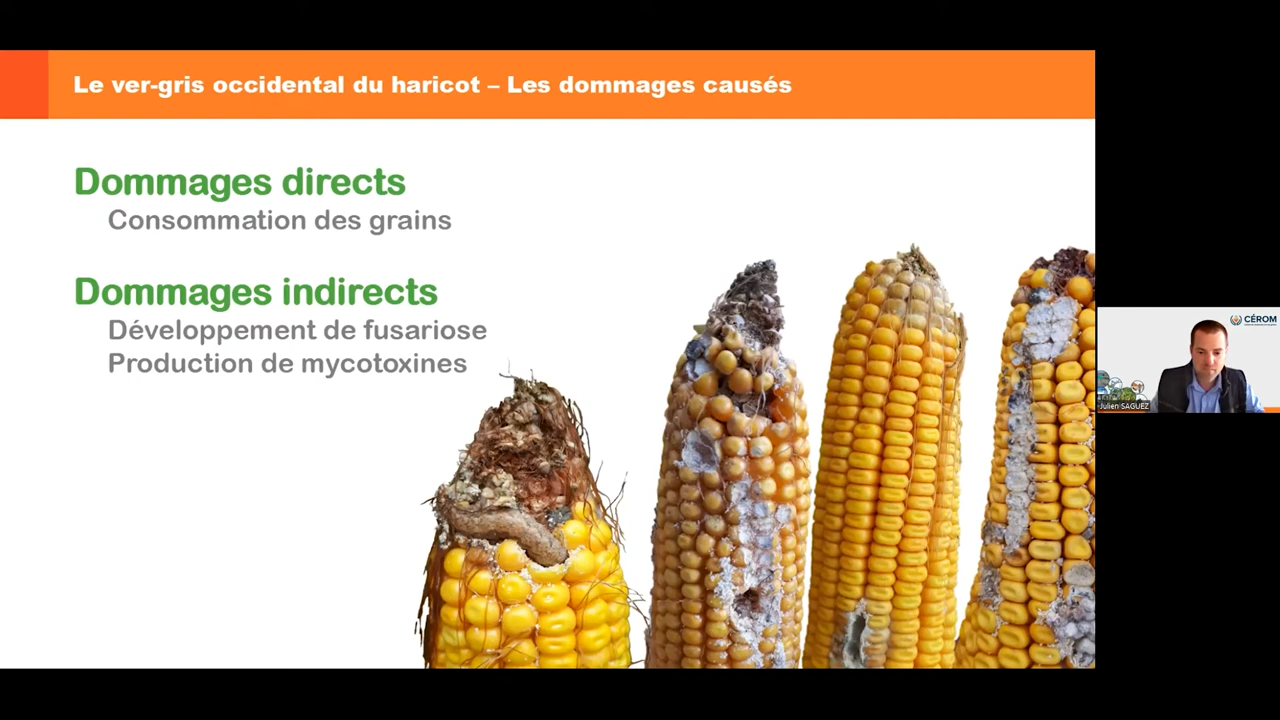 Le ver-gris occidental du haricot – Les dommages causés
Dommages directs
Consommation des grains
Dommages indirects
Développement de fusariose
Production de mycotoxines
CÉROM
Julien SAGUEZ